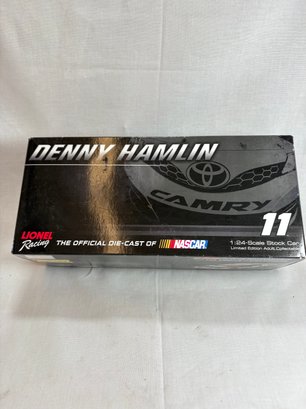 DENNY HAMLIN
CAMRY
11
LIONEL Racing THE OFFICIAL DIE-CAST OF NASCAR
1:24-Scale Stock Car
Limited Edition Adult Collectable